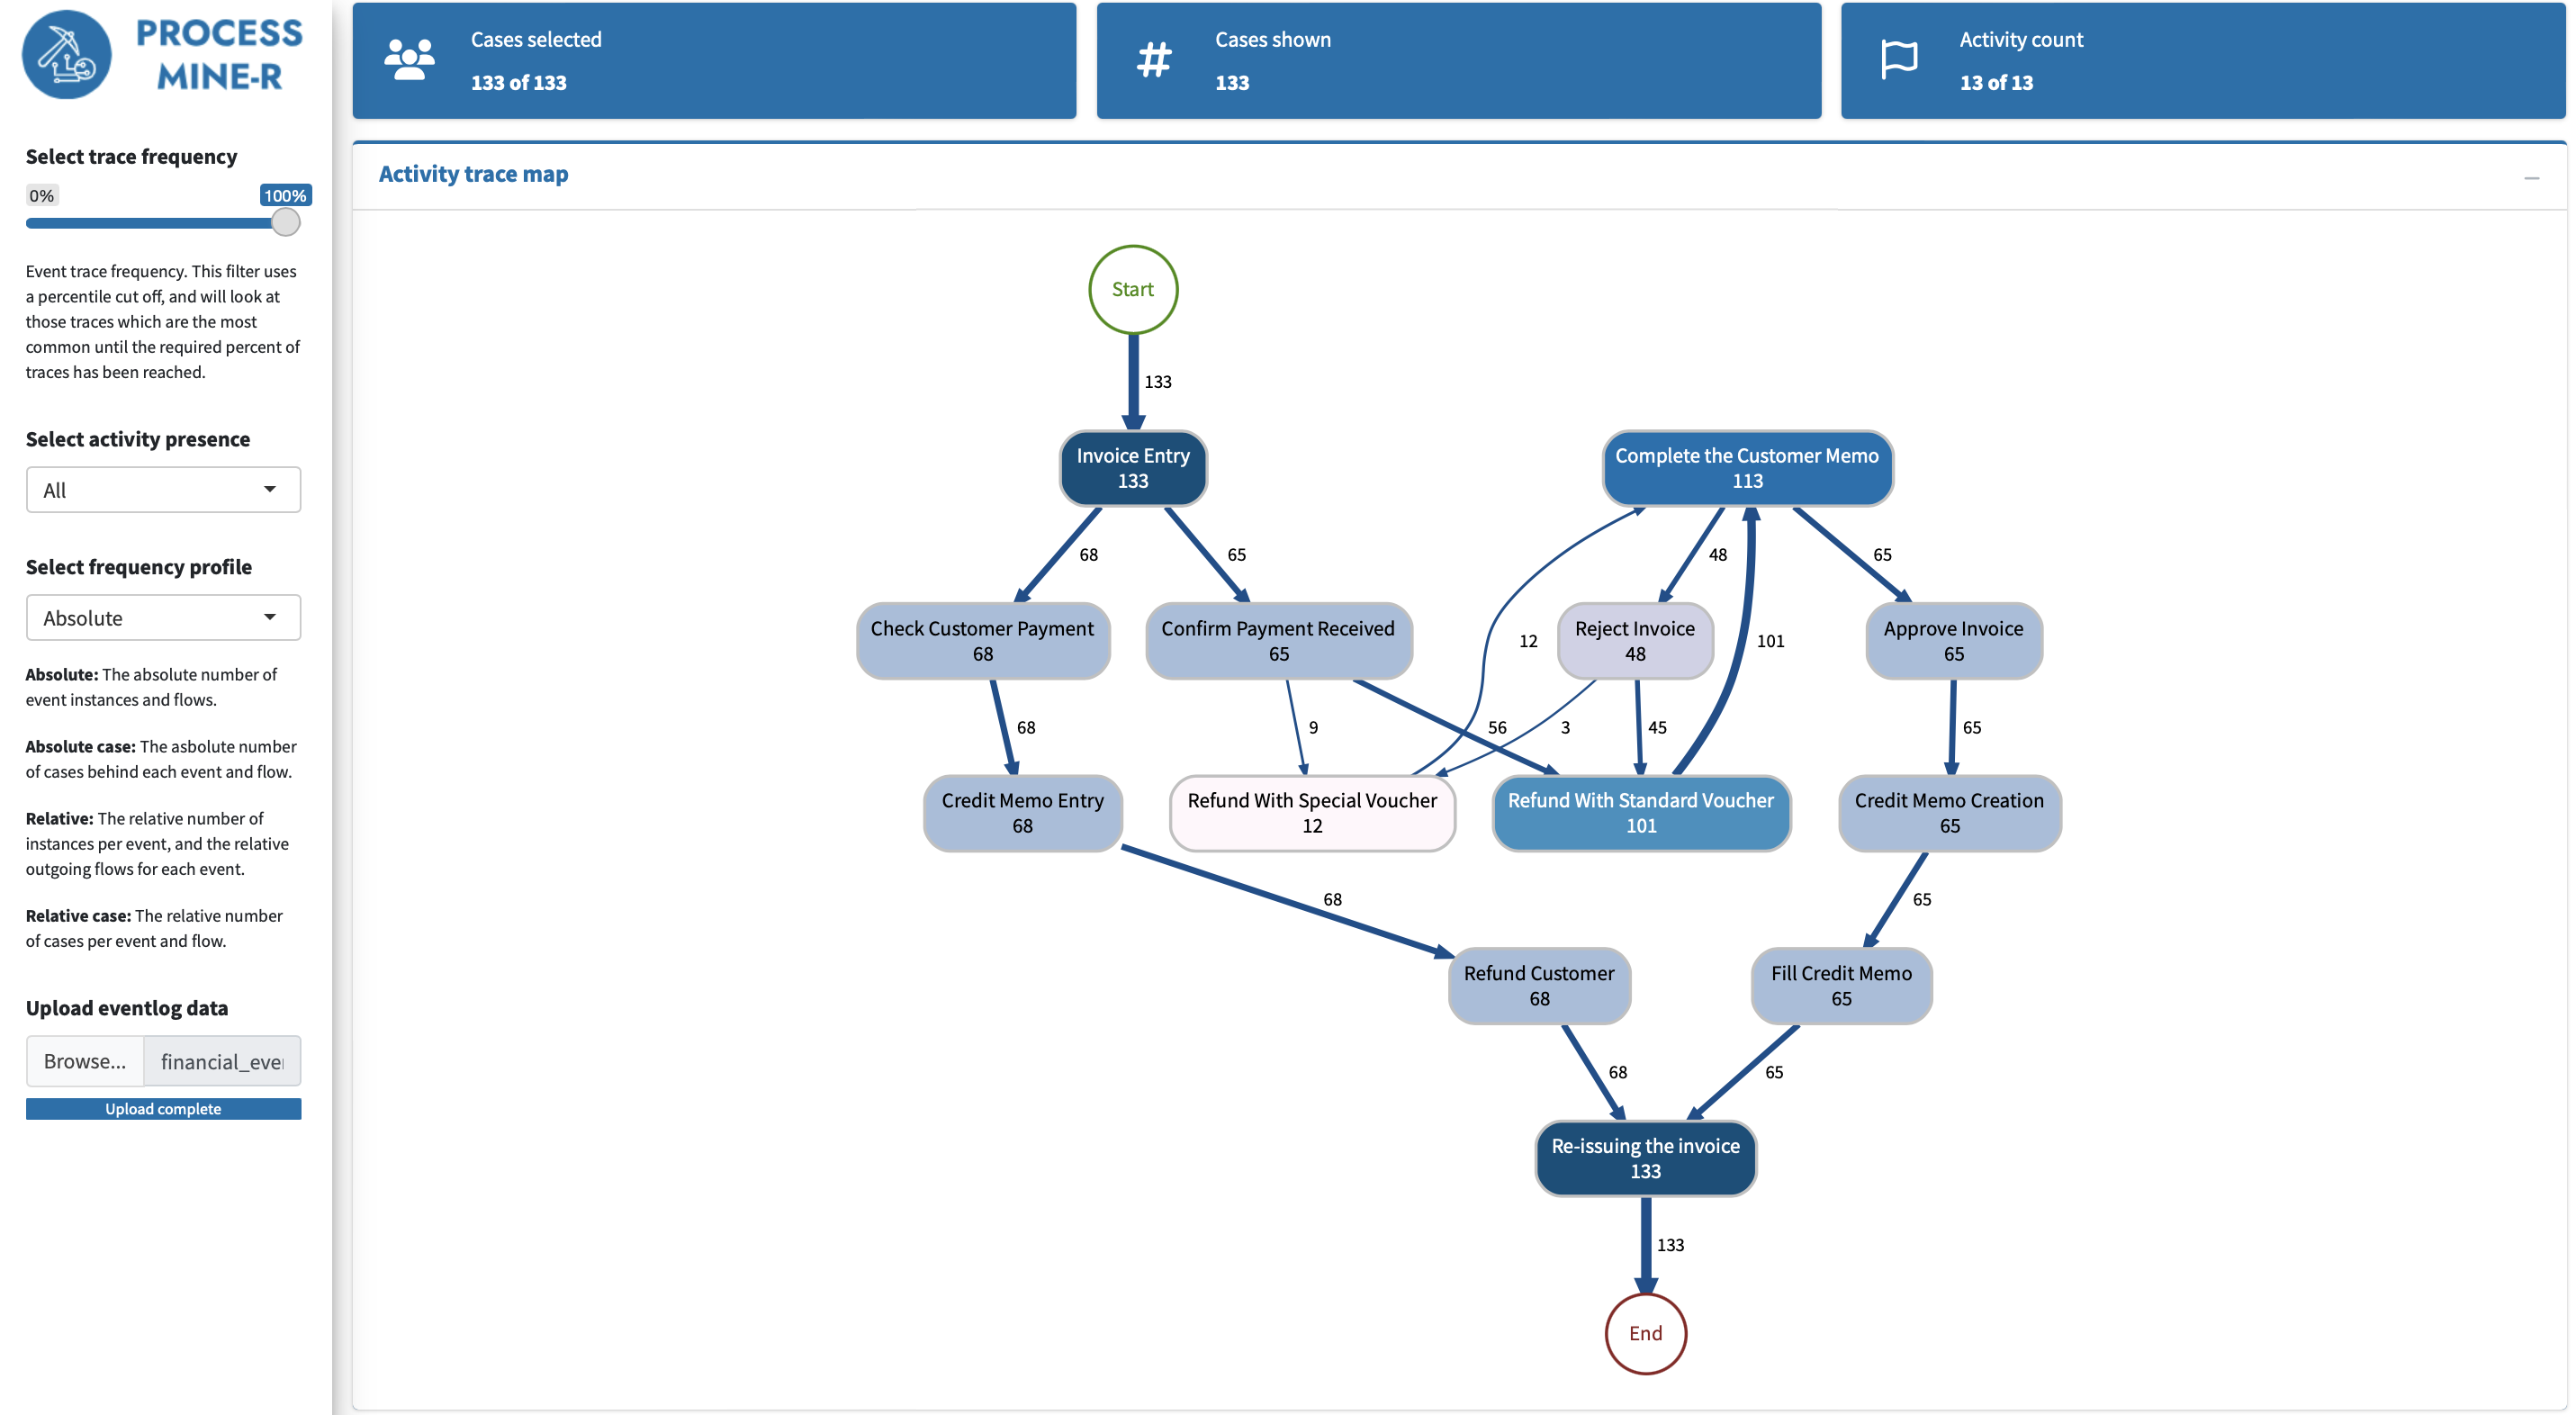 PROCESS
MINE-R
Select trace frequency
0%
100%
Event trace frequency. This filter uses
a percentile cut off, and will look at
those traces which are the most
common until the required percent of
traces has been reached.
Select activity presence
All
Select frequency profile
Absolute
Absolute: The absolute number of
event instances and flows.
Absolute case: The asbolute number
of cases behind each event and flow.
Relative: The relative number of
instances per event, and the relative
outgoing flows for each event.
Relative case: The relative number
of cases per event and flow.
Upload eventlog data
Browse...
financial_eve
Upload complete
Cases selected
133 of 133
Cases shown
133
Activity count
13 of 13
Activity trace map
Start
133
Invoice Entry
133
Complete the Customer Memo
113
68
65
48
65
Check Customer Payment
68
Confirm Payment Received
65
12
Reject Invoice
48
101
Approve Invoice
65
68
9
56
3
45
65
Credit Memo Entry
68
Refund With Special Voucher
12
Refund With Standard Voucher
101
Credit Memo Creation
65
68
65
Refund Customer
68
Fill Credit Memo
65
68
65
Re-issuing the invoice
133
133
End